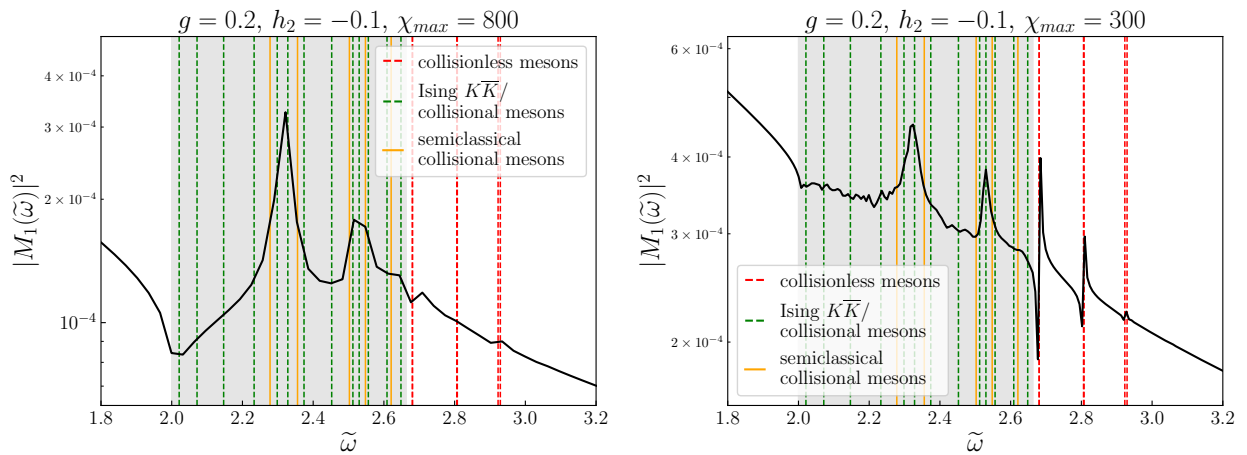 g = 0.2, h₂ = −0.1, χₘₐₓ = 800
|M₁(ω̃)|²
4 × 10⁻⁴
3 × 10⁻⁴
2 × 10⁻⁴
10⁻⁴
collisionless mesons
Ising KK̅/
collisional mesons
semiclassical
collisional mesons
1.8 2.0 2.2 2.4 2.6 2.8 3.0 3.2
ω̃
g = 0.2, h₂ = −0.1, χₘₐₓ = 300
|M₁(ω̃)|²
6 × 10⁻⁴
4 × 10⁻⁴
3 × 10⁻⁴
2 × 10⁻⁴
collisionless mesons
Ising KK̅/
collisional mesons
semiclassical
collisional mesons
1.8 2.0 2.2 2.4 2.6 2.8 3.0 3.2
ω̃